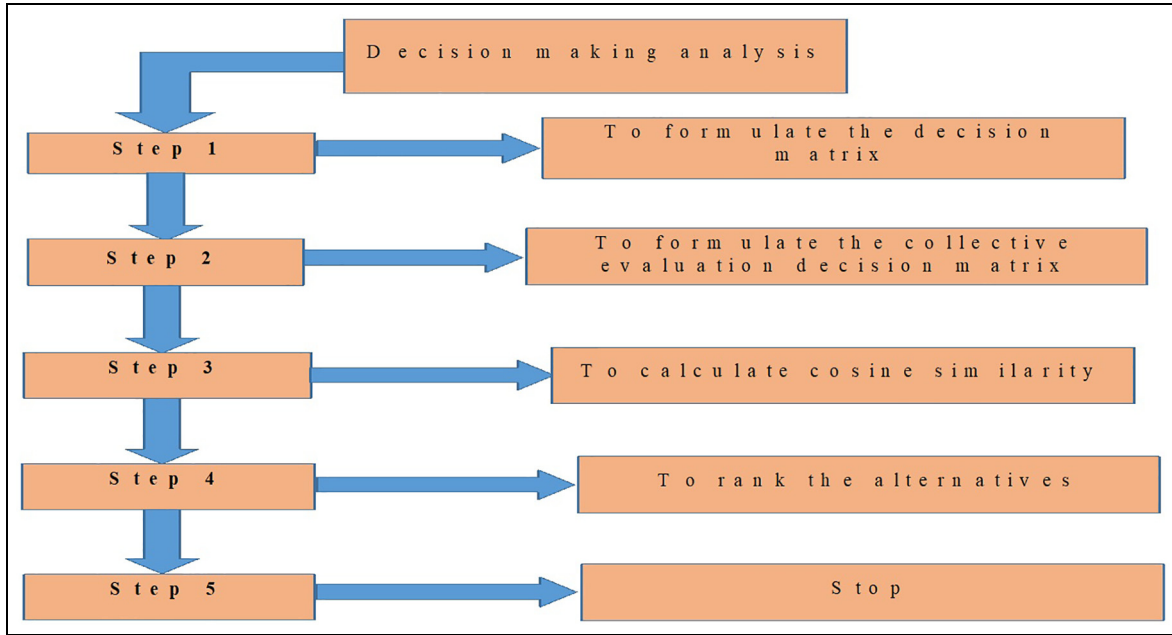 Decision making analysis
Step 1
To formulate the decision
matrix
Step 2
To formulate the collective
evaluation decision matrix
Step 3
To calculate cosine similarity
Step 4
To rank the alternatives
Step 5
Stop